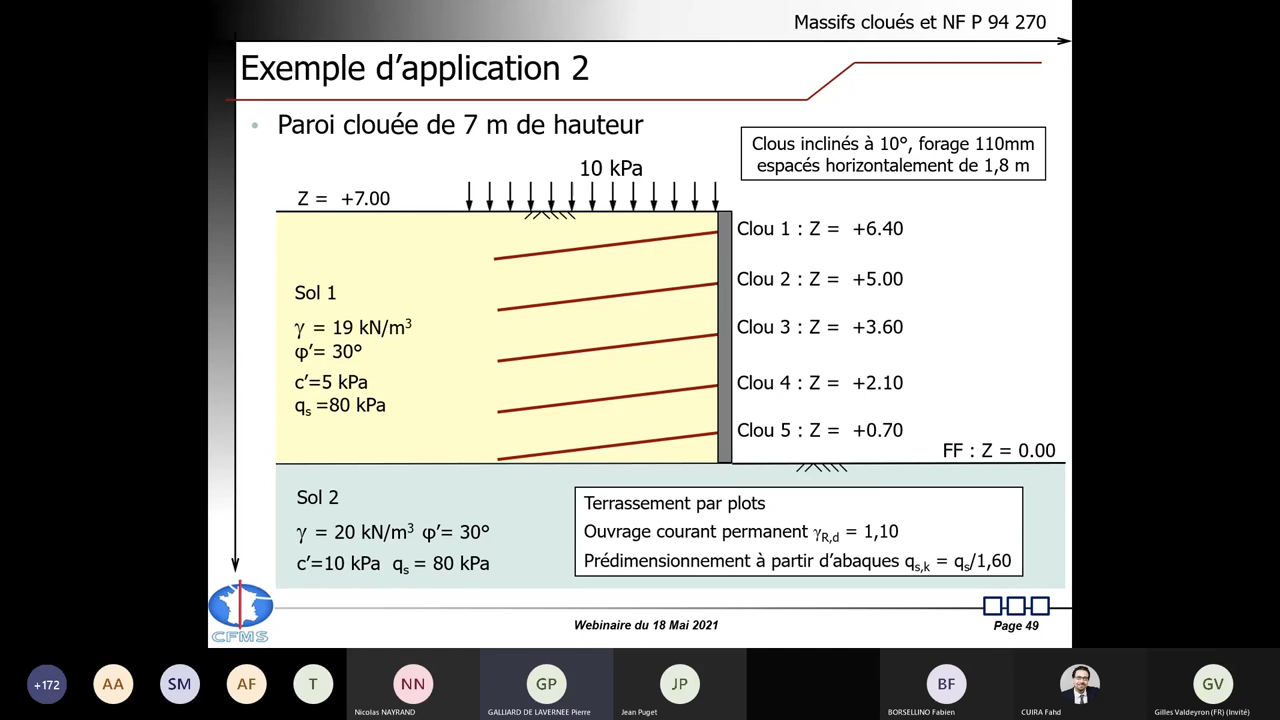 Massifs cloués et NF P 94 270
Exemple d’application 2
• Paroi clouée de 7 m de hauteur
Clous inclinés à 10°, forage 110mm
espacés horizontalement de 1,8 m
10 kPa
Z = +7.00
Clou 1 : Z = +6.40
Clou 2 : Z = +5.00
Clou 3 : Z = +3.60
Clou 4 : Z = +2.10
Clou 5 : Z = +0.70
FF : Z = 0.00
Sol 1
γ = 19 kN/m³
φ’= 30°
c’=5 kPa
qs =80 kPa
Sol 2
γ = 20 kN/m³ φ’= 30°
c’=10 kPa qs = 80 kPa
Terrassement par plots
Ouvrage courant permanent γR,d = 1,10
Prédimensionnement à partir d’abaques qs,k = qs/1,60
CFMS
Webinaire du 18 Mai 2021
Page 49
+172
AA
SM
AF
T
NN
Nicolas NAYRAND
GP
GALLIARD DE LAVERNEE Pierre
JP
Jean Puget
BF
BORSELLINO Fabien
CUIRA Fahd
GV
Gilles Valdeyron (FR) (Invité)